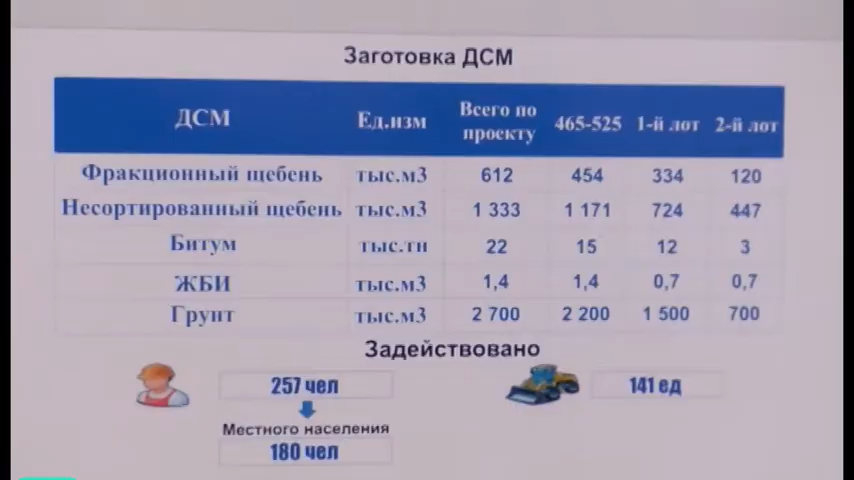 Заготовка ДСМ
ДСМ Ед.изм Всего по проекту 465-525 1-й лот 2-й лот
Фракционный щебень тыс.м3 612 454 334 120
Несортированный щебень тыс.м3 1 333 1 171 724 447
Битум тыс.тн 22 15 12 3
ЖБИ тыс.м3 1,4 1,4 0,7 0,7
Грунт тыс.м3 2 700 2 200 1 500 700
Задействовано
257 чел 141 ед
Местного населения
180 чел